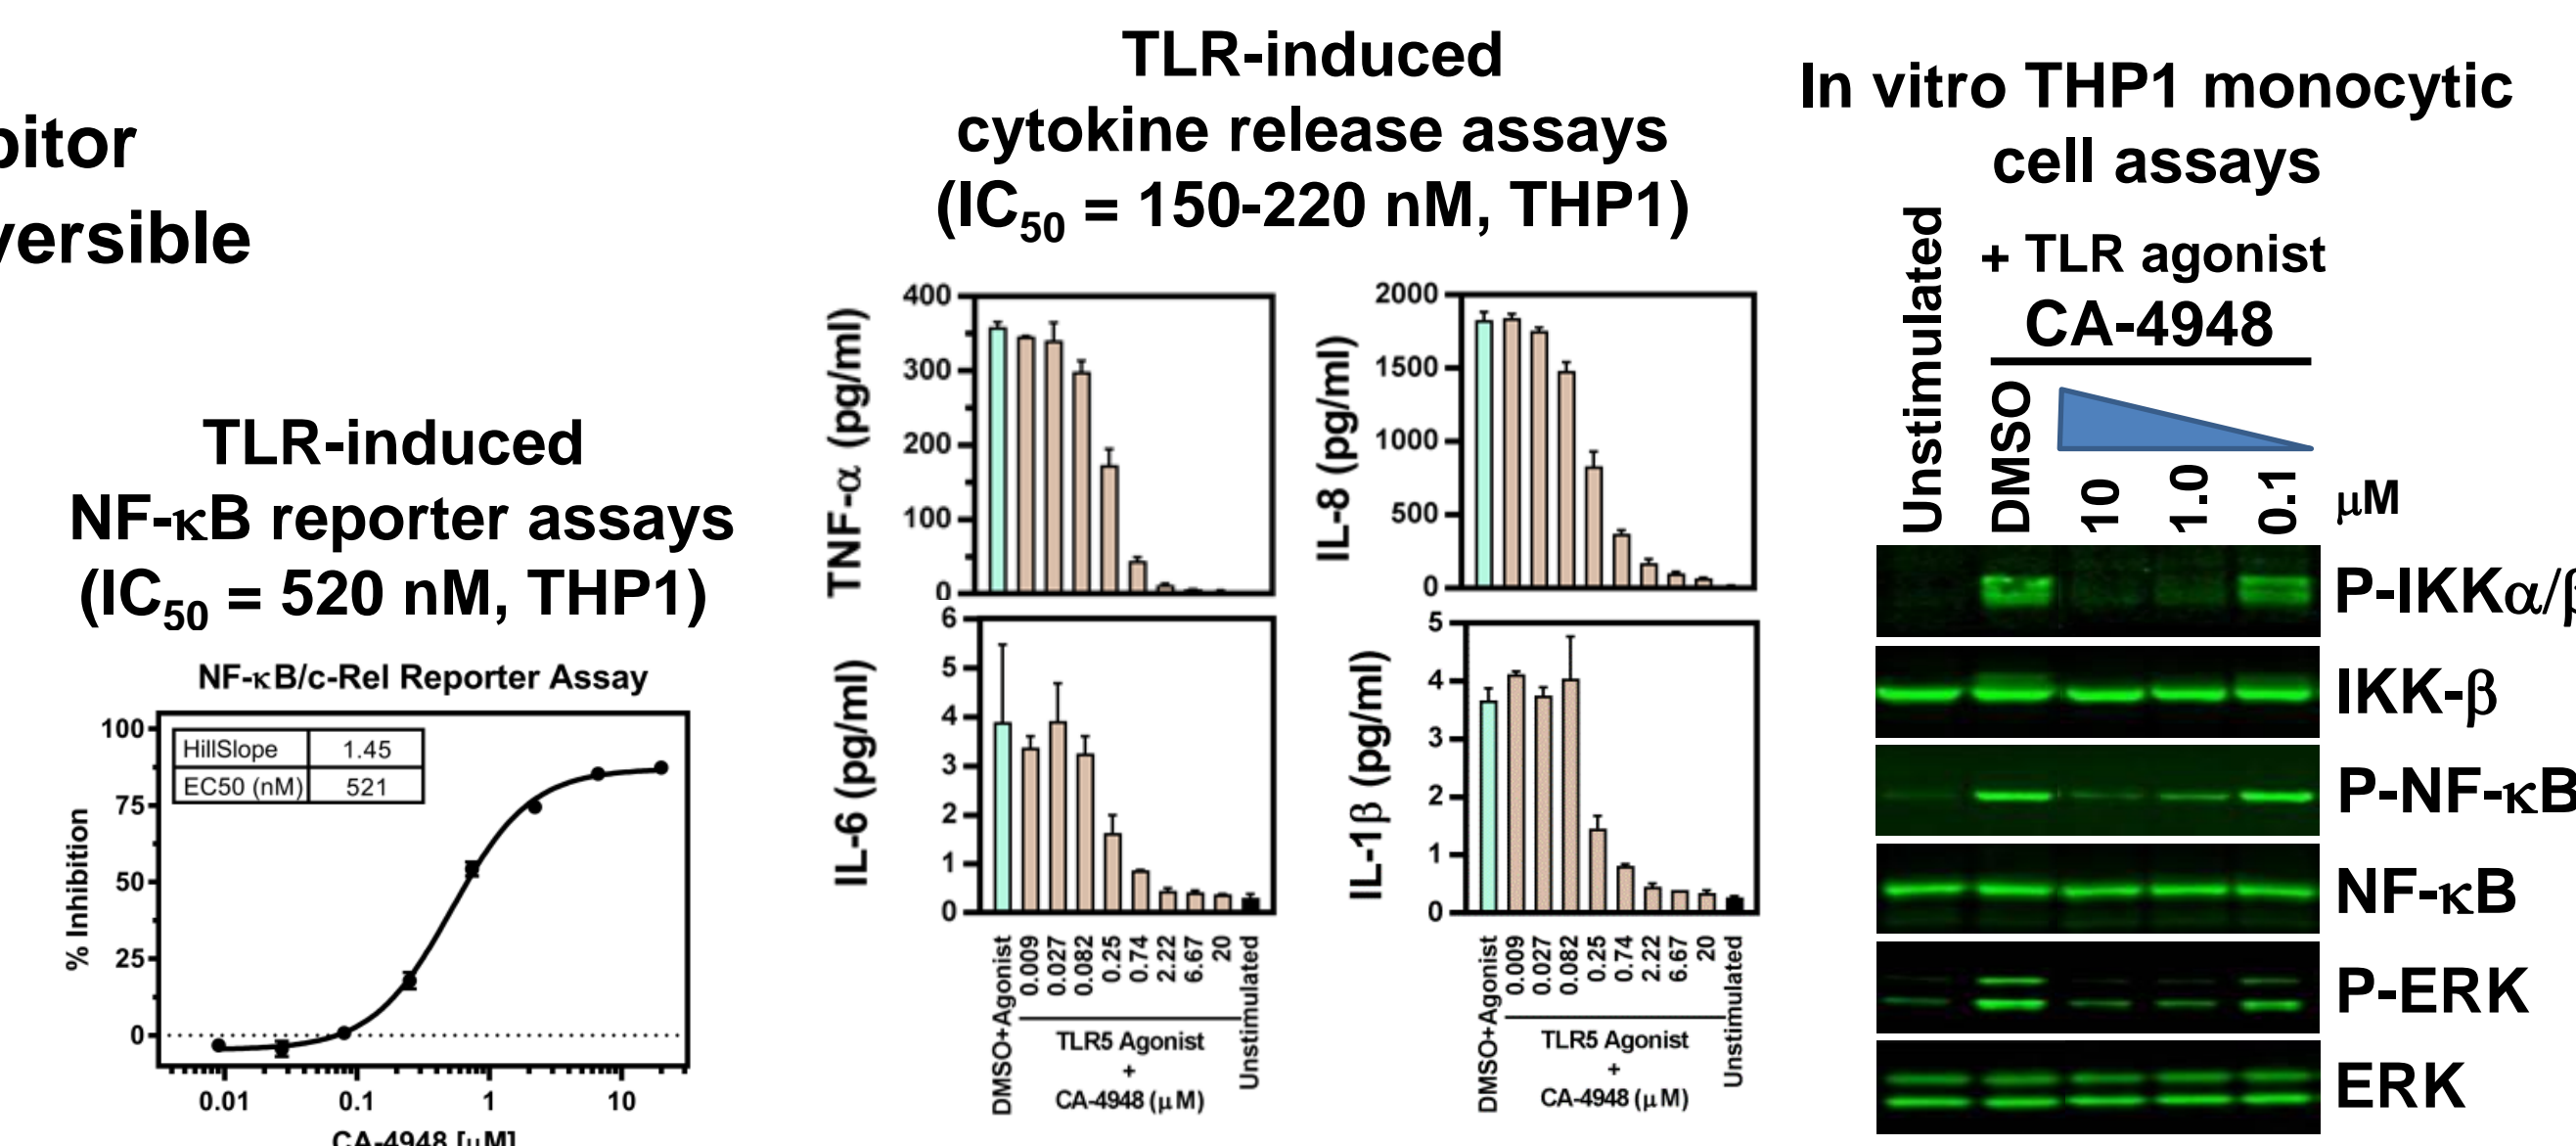 bitor
versible
TLR-induced
NF-κB reporter assays
(IC50 = 520 nM, THP1)
NF-κB/c-Rel Reporter Assay
HillSlope 1.45
EC50 (nM) 521
% Inhibition
100
75
50
25
0
0.01 0.1 1 10
CA-4948 [μM]
TLR-induced
cytokine release assays
(IC50 = 150-220 nM, THP1)
TNF-α (pg/ml)
400
300
200
100
0
IL-8 (pg/ml)
2000
1500
1000
500
0
IL-6 (pg/ml)
6
5
4
3
2
1
0
DMSO+Agonist
0.009
0.027
0.082
0.25
0.74
2.22
6.67
20
Unstimulated
TLR5 Agonist
+
CA-4948 (μM)
IL-1β (pg/ml)
5
4
3
2
1
0
DMSO+Agonist
0.009
0.027
0.082
0.25
0.74
2.22
6.67
20
Unstimulated
TLR5 Agonist
+
CA-4948 (μM)
In vitro THP1 monocytic
cell assays
Unstimulated
+ TLR agonist
CA-4948
DMSO
10
1.0
0.1
μM
P-IKKα/β
IKK-β
P-NF-κB
NF-κB
P-ERK
ERK